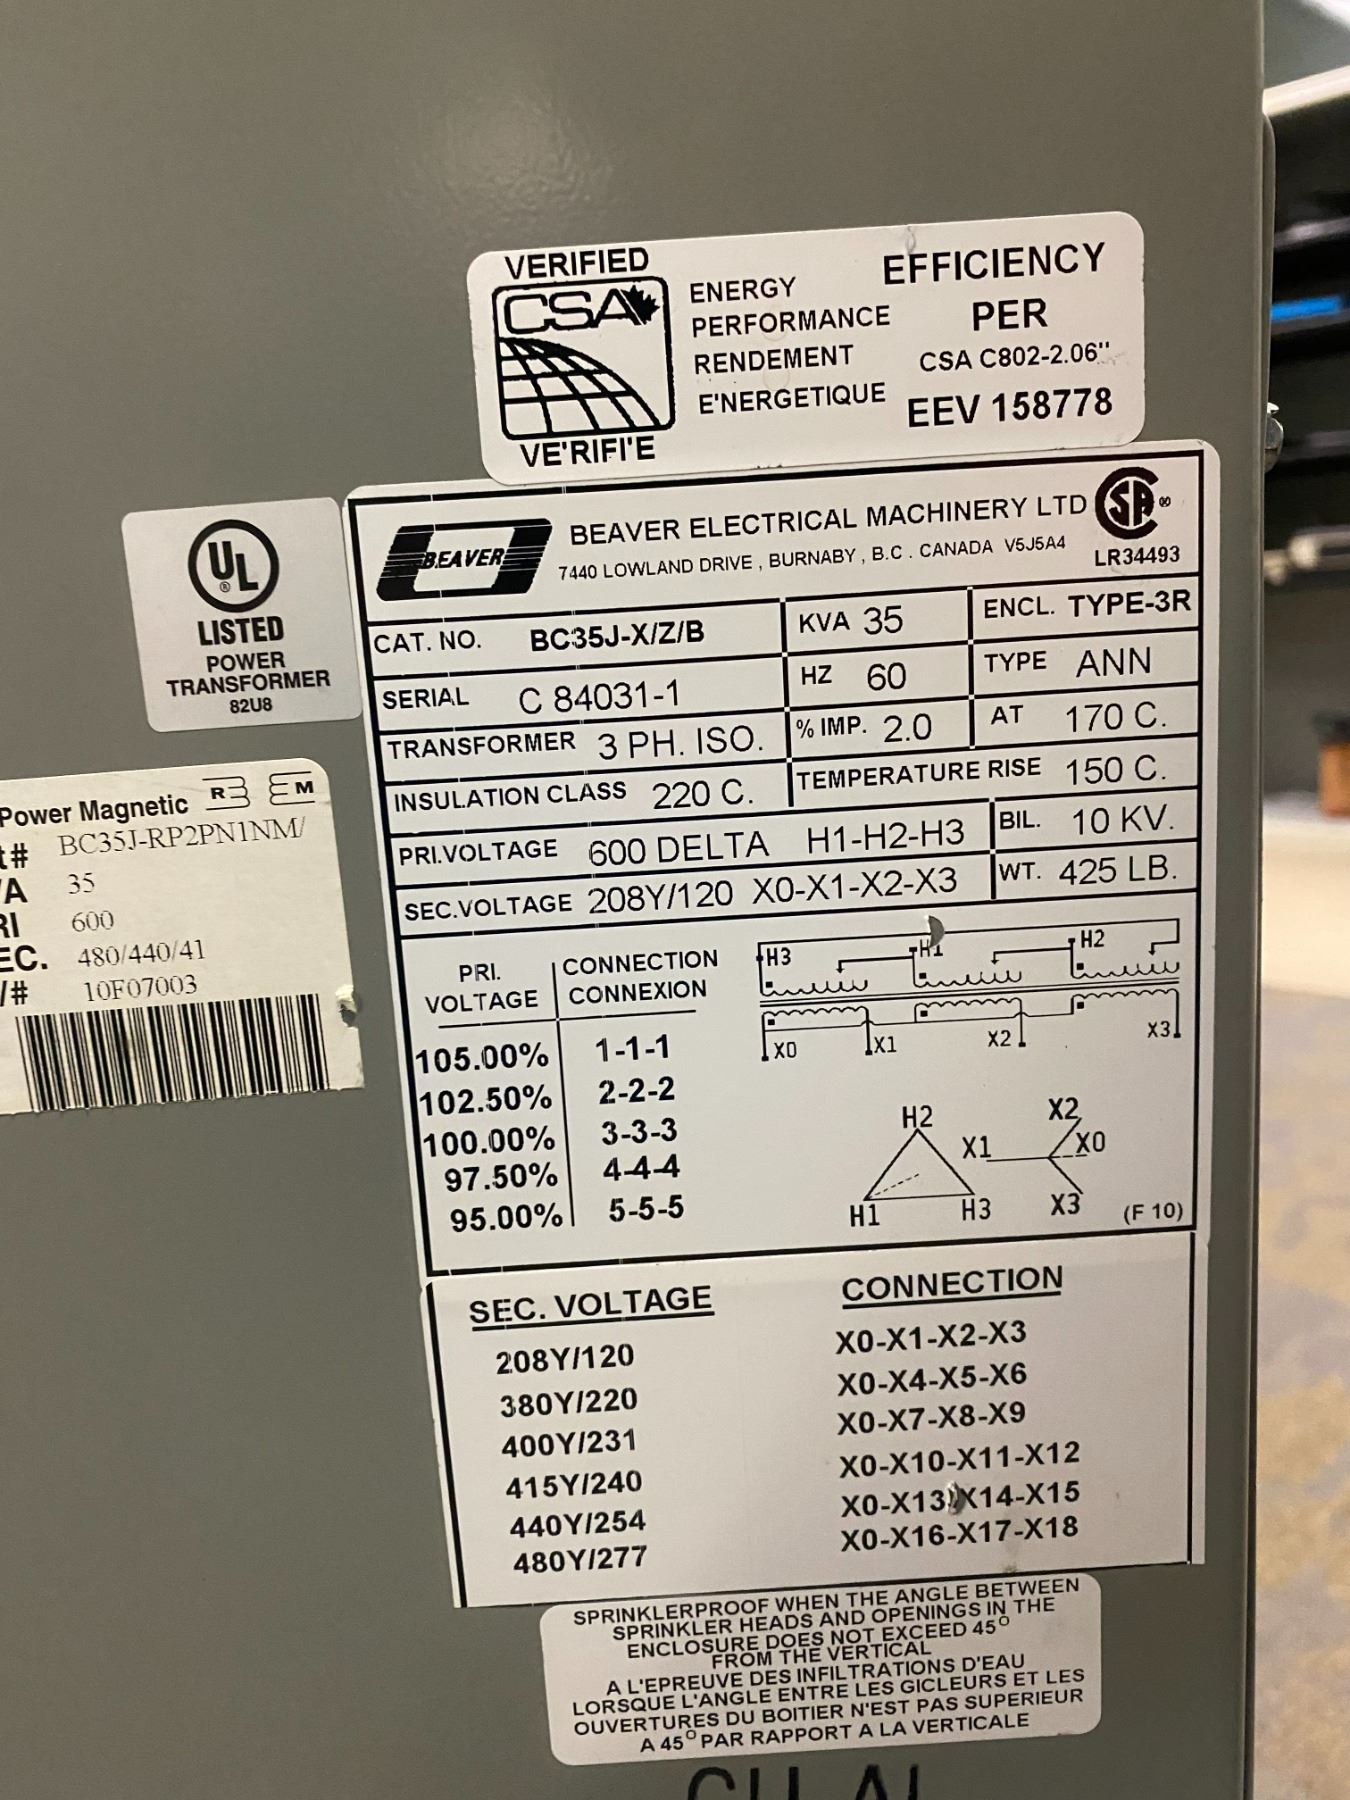 VERIFIED
CSA
VE'RIFI'E
ENERGY
PERFORMANCE
RENDEMENT
E'NERGETIQUE
EFFICIENCY
PER
CSA C802-2.06"
EEV 158778
UL
®
LISTED
POWER
TRANSFORMER
82U8
Power Magnetic R B E M
t# BC35J-RP2PN1NM/
/A 35
RI 600
EC. 480/440/41
/# 10F07003
BEAVER
BEAVER ELECTRICAL MACHINERY LTD
7440 LOWLAND DRIVE , BURNABY , B.C . CANADA V5J5A4
SA ®
LR34493
CAT. NO. BC35J-X/Z/B KVA 35 ENCL. TYPE-3R
SERIAL C 84031-1 HZ 60 TYPE ANN
TRANSFORMER 3 PH. ISO. % IMP. 2.0 AT 170 C.
INSULATION CLASS 220 C. TEMPERATURE RISE 150 C.
PRI.VOLTAGE 600 DELTA H1-H2-H3 BIL. 10 KV.
SEC.VOLTAGE 208Y/120 X0-X1-X2-X3 WT. 425 LB.
PRI. CONNECTION
VOLTAGE CONNEXION
105.00% 1-1-1
102.50% 2-2-2
100.00% 3-3-3
97.50% 4-4-4
95.00% 5-5-5
H3 H1 H2
X0 X1 X2 X3
H2 X2
X1 X0
H1 H3 X3 (F 10)
SEC. VOLTAGE CONNECTION
208Y/120 X0-X1-X2-X3
380Y/220 X0-X4-X5-X6
400Y/231 X0-X7-X8-X9
415Y/240 X0-X10-X11-X12
440Y/254 X0-X13-X14-X15
480Y/277 X0-X16-X17-X18
SPRINKLERPROOF WHEN THE ANGLE BETWEEN
SPRINKLER HEADS AND OPENINGS IN THE
ENCLOSURE DOES NOT EXCEED 45°
FROM THE VERTICAL
A L'EPREUVE DES INFILTRATIONS D'EAU
LORSQUE L'ANGLE ENTRE LES GICLEURS ET LES
OUVERTURES DU BOITIER N'EST PAS SUPERIEUR
A 45° PAR RAPPORT A LA VERTICALE